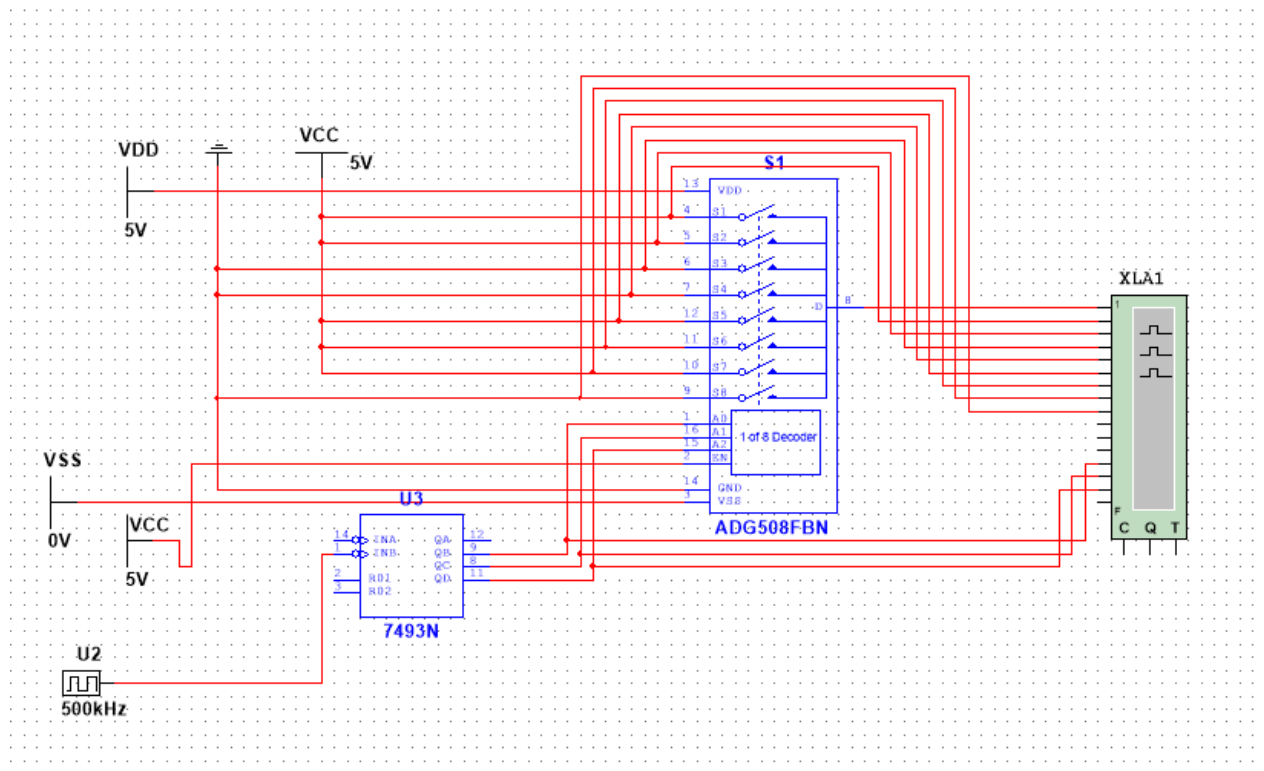 VCC
VDD
5V
S1
5V
13 VDD
4 S1
5 S2
6 S3
7 S4
12 S5
11 S6
10 S7
9 S8
D 8
XLA1
1
F
C Q T
1 A0
16 A1
15 A2
2 EN
1-of-8 Decoder
14 GND
3 VSS
ADG508FBN
VSS
0V
VCC
5V
U3
14 INA QA 12
1 INB QB 9
QC 8
2 R01 QD 11
3 R02
7493N
U2
500kHz